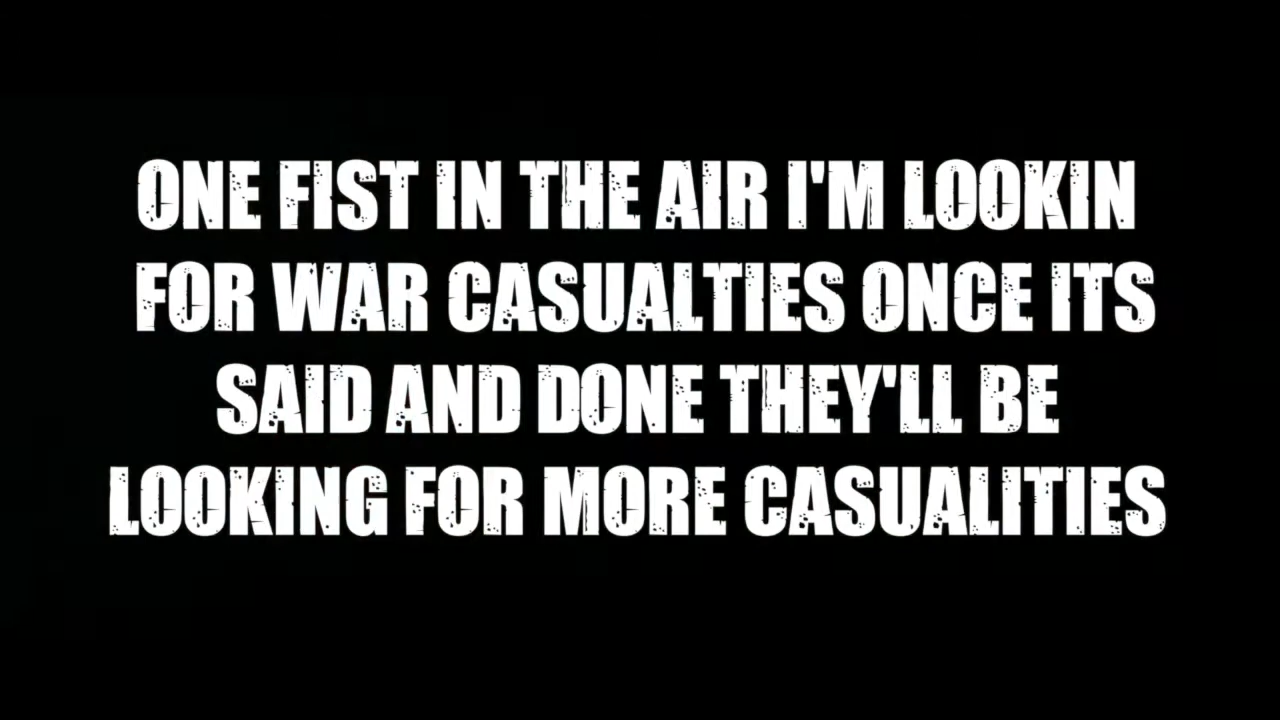 ONE FIST IN THE AIR I'M LOOKIN
FOR WAR CASUALTIES ONCE ITS
SAID AND DONE THEY'LL BE
LOOKING FOR MORE CASUALITIES